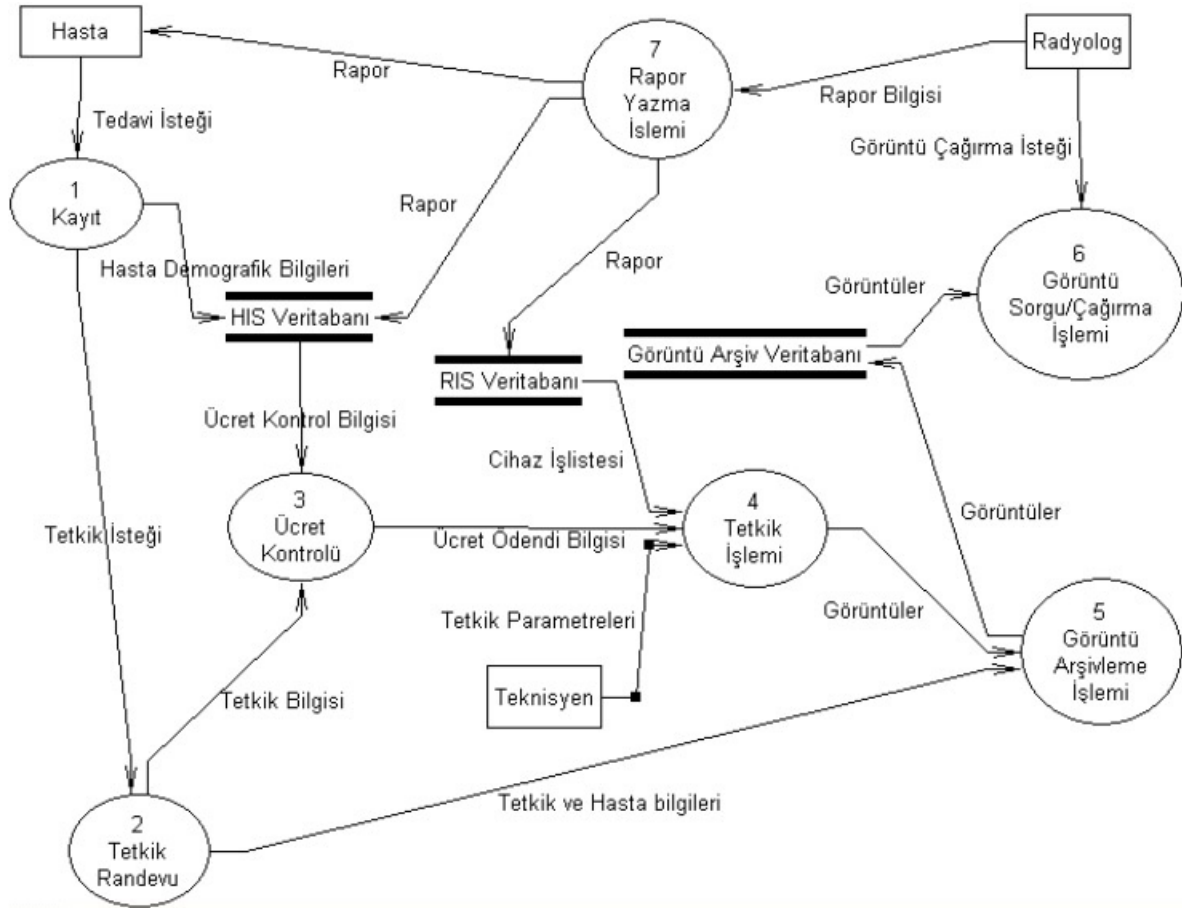 Hasta
7
Rapor
Yazma
İslemi
Radyolog
Rapor
Rapor Bilgisi
Tedavi İsteği
Görüntü Çağırma İsteği
1
Kayıt
Rapor
Hasta Demografik Bilgileri
Rapor
6
Görüntü
Sorgu/Çağırma
İşlemi
Görüntüler
HIS Veritabanı
Görüntü Arşiv Veritabanı
RIS Veritabanı
Ücret Kontrol Bilgisi
Cihaz İşlistesi
3
Ücret
Kontrolü
4
Tetkik
İşlemi
Görüntüler
Tetkik İsteği
Ücret Ödendi Bilgisi
Tetkik Parametreleri
Görüntüler
5
Görüntü
Arşivleme
İşlemi
Teknisyen
Tetkik Bilgisi
Tetkik ve Hasta bilgileri
2
Tetkik
Randevu